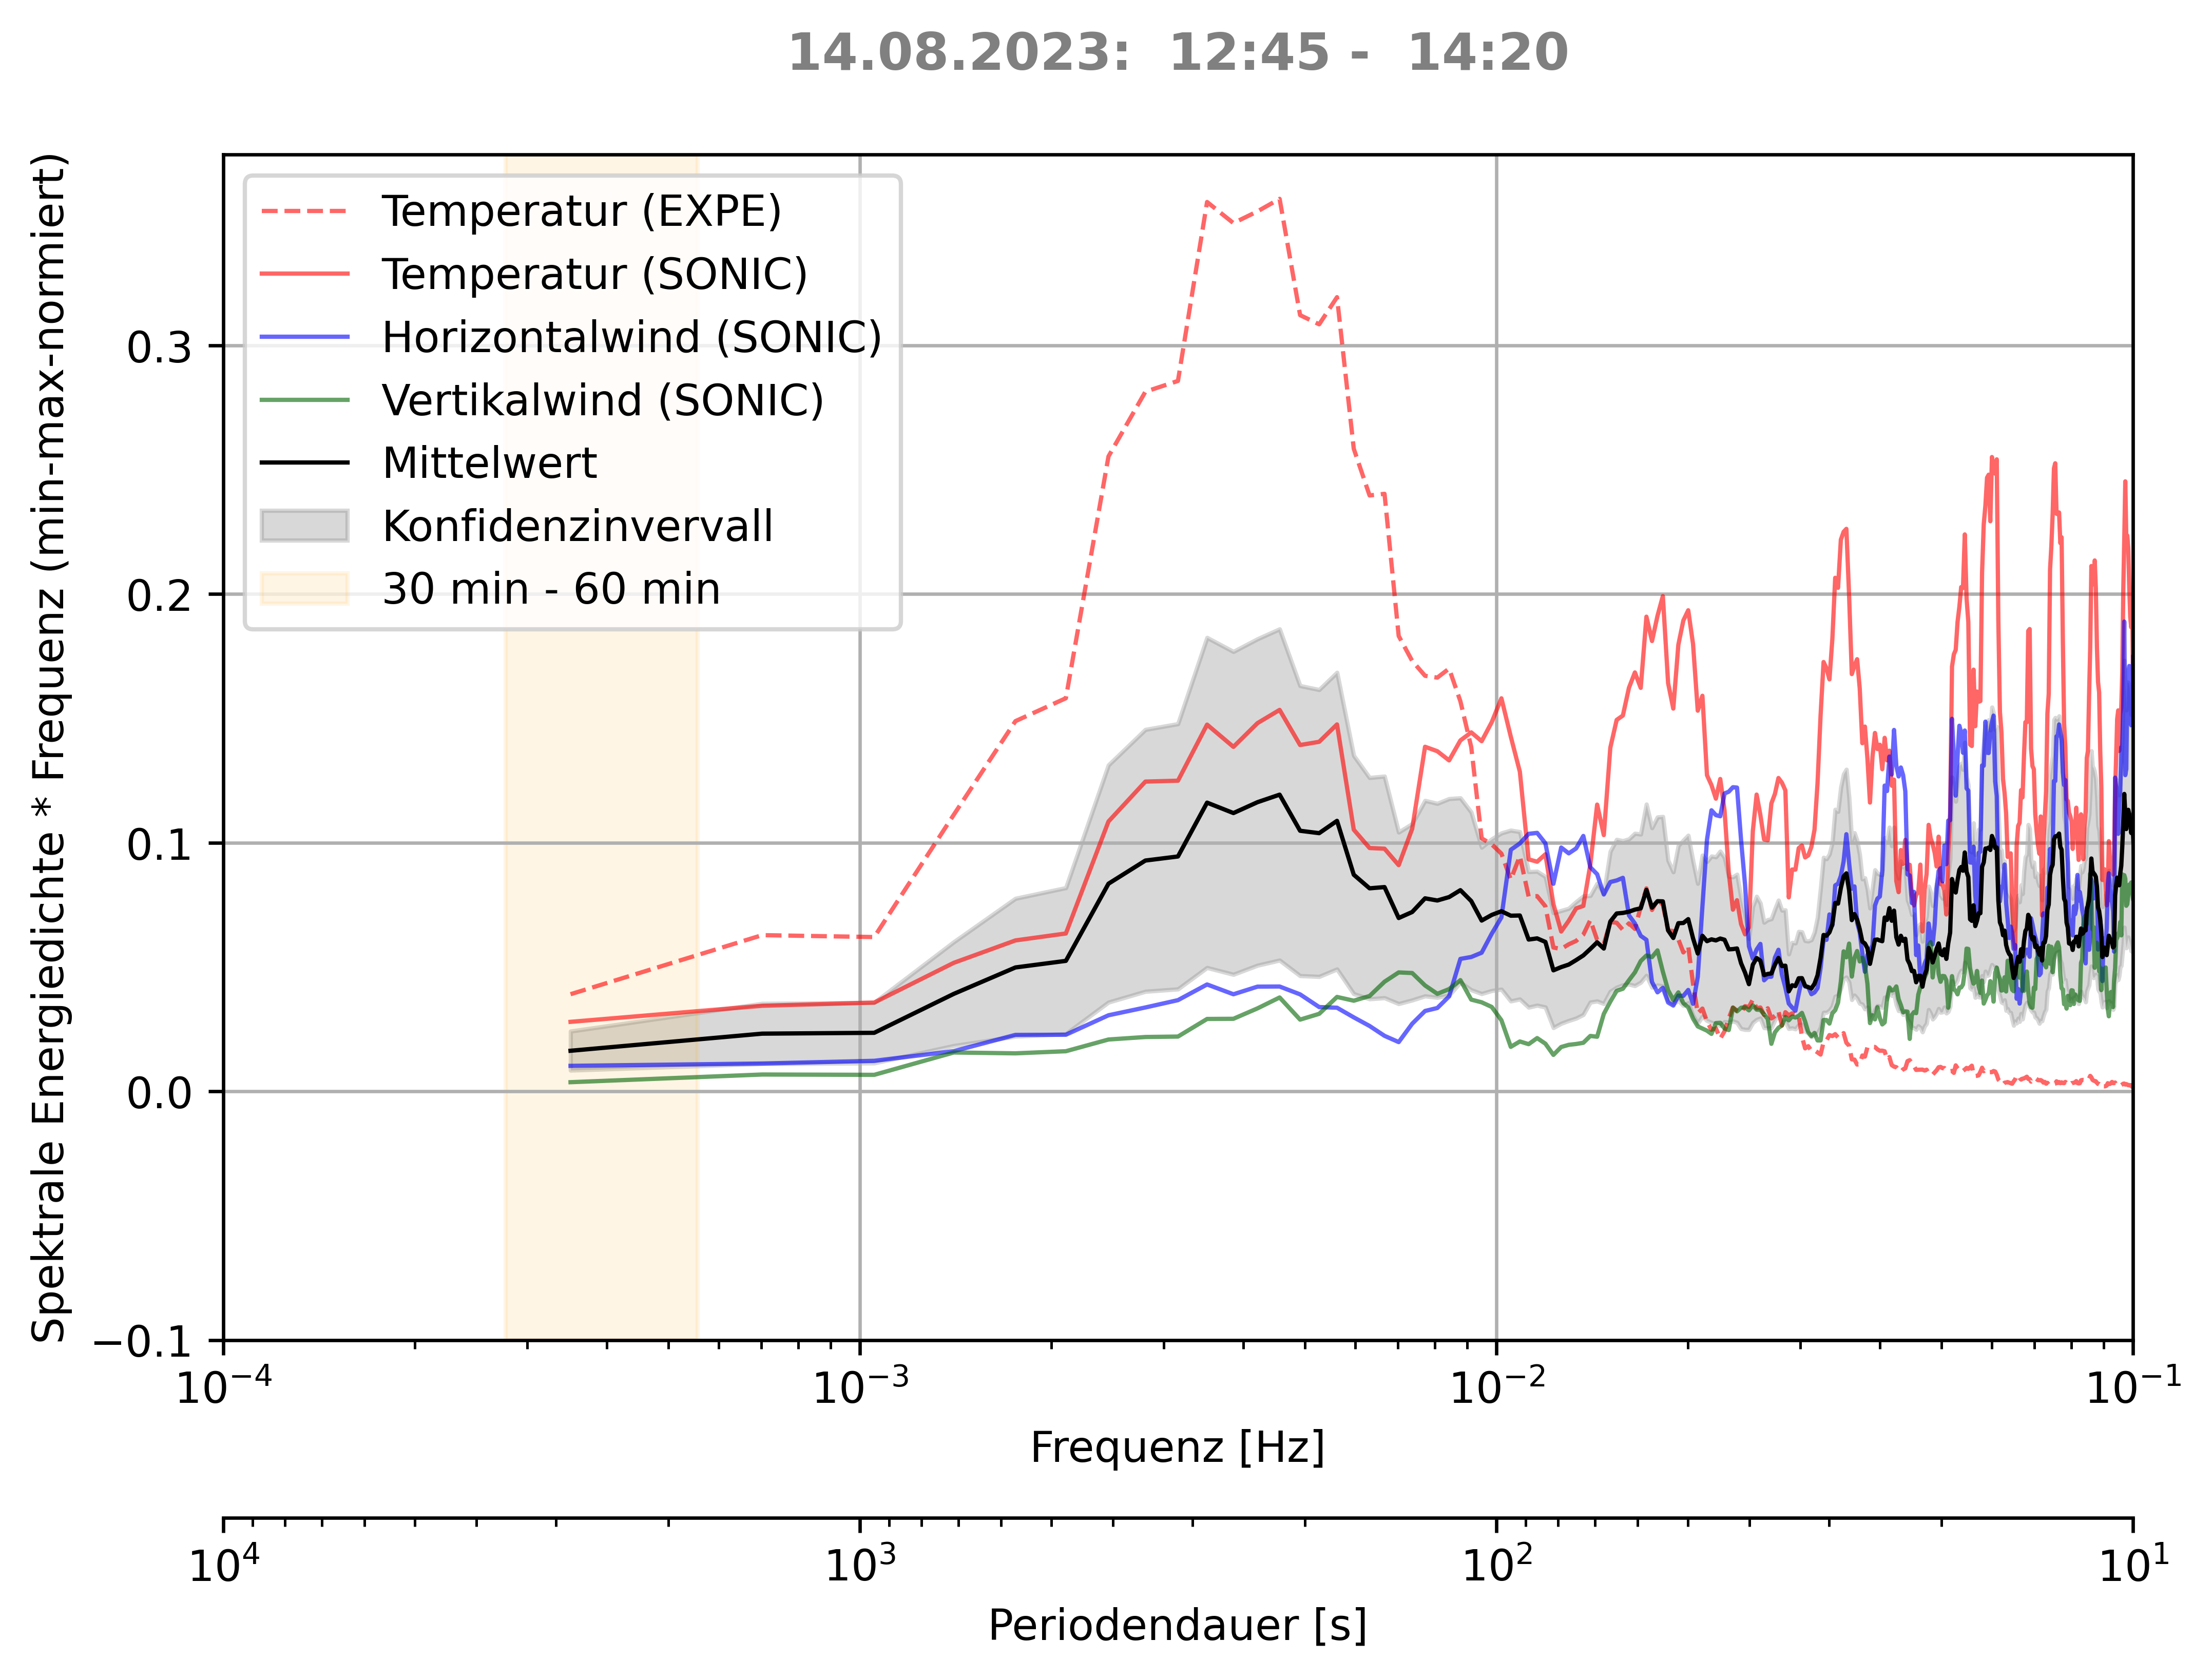 14.08.2023: 12:45 - 14:20
Spektrale Energiedichte * Frequenz (min-max-normiert)
Temperatur (EXPE)
Temperatur (SONIC)
Horizontalwind (SONIC)
Vertikalwind (SONIC)
Mittelwert
Konfidenzinvervall
30 min - 60 min
0.3
0.2
0.1
0.0
−0.1
10⁻⁴ 10⁻³ 10⁻² 10⁻¹
Frequenz [Hz]
10⁴ 10³ 10² 10¹
Periodendauer [s]